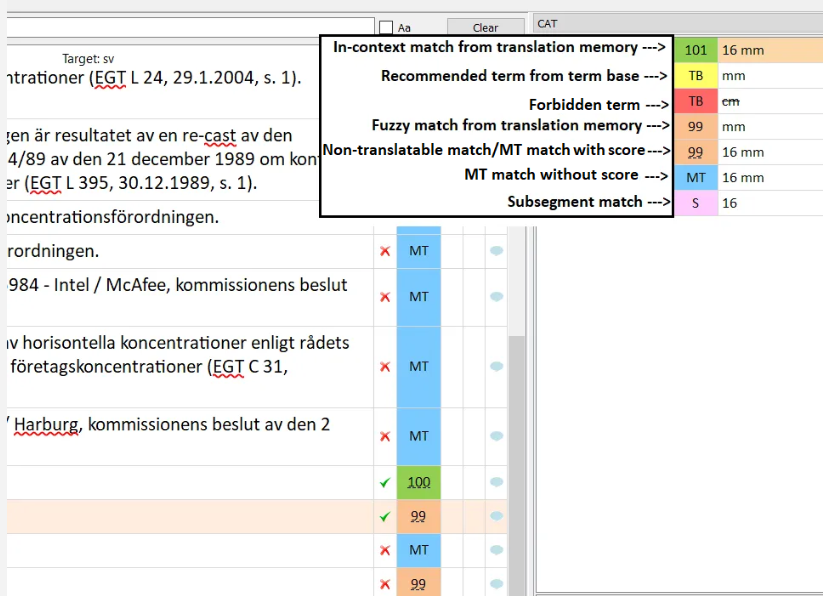 Aa
Clear
CAT
Target: sv
ntrationer (EGT L 24, 29.1.2004, s. 1).
gen är resultatet av en re-cast av den
4/89 av den 21 december 1989 om kon
er (EGT L 395, 30.12.1989, s. 1).
oncentrationsförordningen.
rordningen.
984 - Intel / McAfee, kommissionens beslut
av horisontella koncentrationer enligt rådets
företagskoncentrationer (EGT C 31,
/ Harburg, kommissionens beslut av den 2
In-context match from translation memory --->
101 16 mm
Recommended term from term base --->
TB mm
Forbidden term --->
TB cm
Fuzzy match from translation memory --->
99 mm
Non-translatable match/MT match with score--->
99 16 mm
MT match without score --->
MT 16 mm
Subsegment match --->
S 16
MT
MT
MT
MT
100
99
MT
99